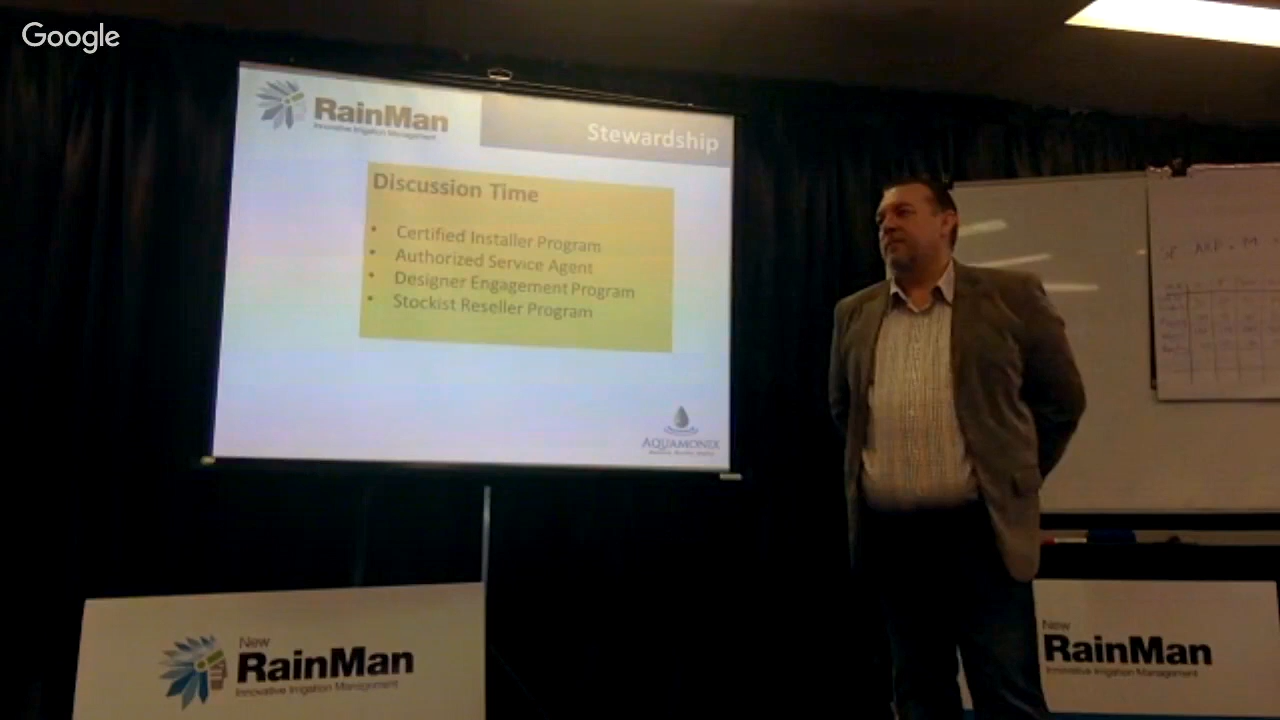 Google
RainMan
Innovative Irrigation Management
Stewardship
Discussion Time
• Certified Installer Program
• Authorized Service Agent
• Designer Engagement Program
• Stockist Reseller Program
AQUAMONIX
New
RainMan
Innovative Irrigation Management
New
RainMan
Innovative Irrigation Management